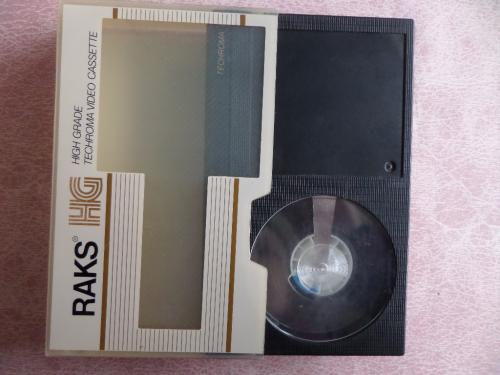 RAKS® HG
HIGH GRADE
TECHROMA VIDEO CASSETTE
TECHROMA